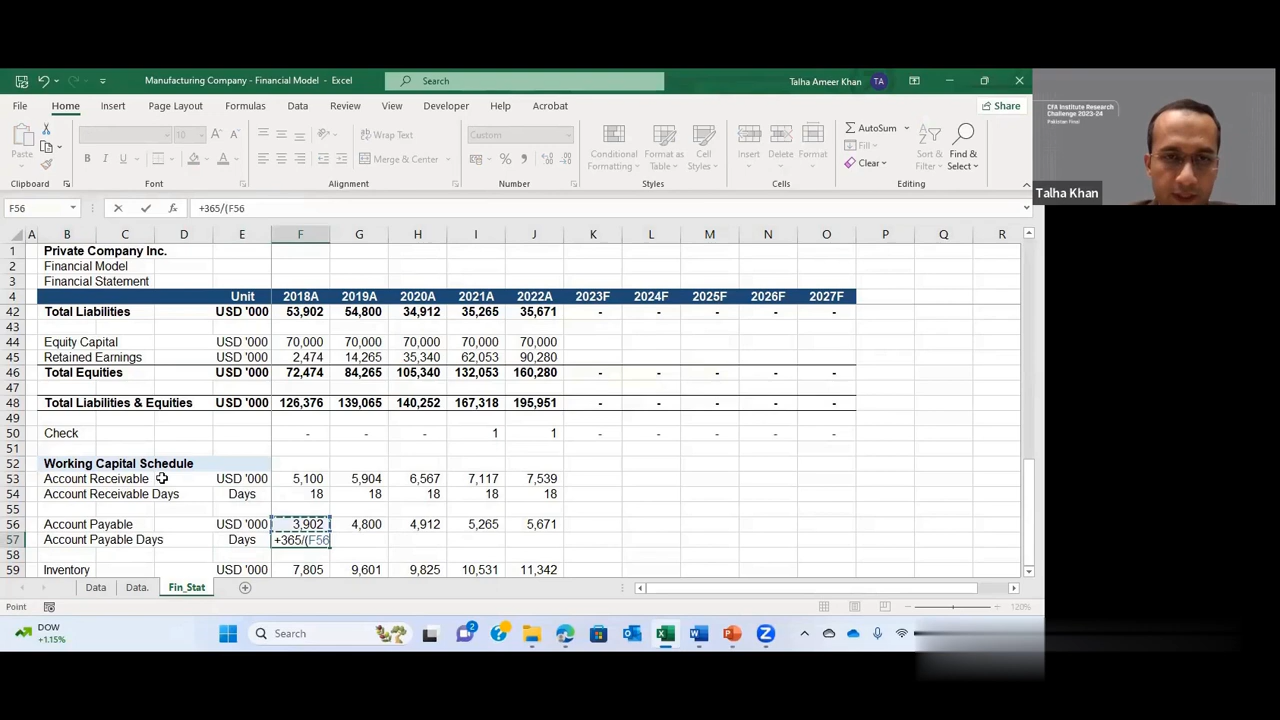 Manufacturing Company - Financial Model - Excel
Search
Talha Ameer Khan TA
File Home Insert Page Layout Formulas Data Review View Developer Help Acrobat Share
Paste
10
Wrap Text
Merge & Center
Custom
Conditional Formatting
Format as Table
Cell Styles
Insert
Delete
Format
AutoSum
Fill
Clear
Sort & Filter
Find & Select
Clipboard Font Alignment Number Styles Cells Editing
CFA Institute Research
Challenge 2023-24
Pakistan Final
Talha Khan
F56 +365/(F56
A B C D E F G H I J K L M N O P Q R
1 Private Company Inc.
2 Financial Model
3 Financial Statement
4 Unit 2018A 2019A 2020A 2021A 2022A 2023F 2024F 2025F 2026F 2027F
42 Total Liabilities USD '000 53,902 54,800 34,912 35,265 35,671 - - - - -
43
44 Equity Capital USD '000 70,000 70,000 70,000 70,000 70,000
45 Retained Earnings USD '000 2,474 14,265 35,340 62,053 90,280
46 Total Equities USD '000 72,474 84,265 105,340 132,053 160,280 - - - - -
47
48 Total Liabilities & Equities USD '000 126,376 139,065 140,252 167,318 195,951 - - - - -
49
50 Check - - - 1 1 - - - - -
51
52 Working Capital Schedule
53 Account Receivable USD '000 5,100 5,904 6,567 7,117 7,539
54 Account Receivable Days Days 18 18 18 18 18
55
56 Account Payable USD '000 3,902 4,800 4,912 5,265 5,671
57 Account Payable Days Days +365/(F56
58
59 Inventory USD '000 7,805 9,601 9,825 10,531 11,342
Data Data. Fin_Stat
Point 120%
DOW
+1.15%
Search
2